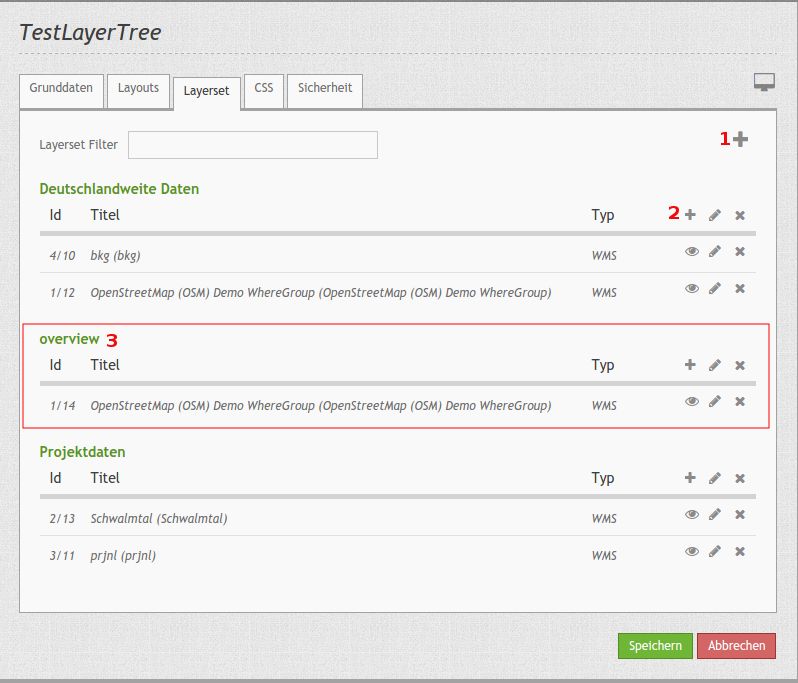 TestLayerTree
Grunddaten Layouts Layerset CSS Sicherheit
Layerset Filter 1
Deutschlandweite Daten
Id Titel Typ 2
4/10 bkg (bkg) WMS
1/12 OpenStreetMap (OSM) Demo WhereGroup (OpenStreetMap (OSM) Demo WhereGroup) WMS
overview 3
Id Titel Typ
1/14 OpenStreetMap (OSM) Demo WhereGroup (OpenStreetMap (OSM) Demo WhereGroup) WMS
Projektdaten
Id Titel Typ
2/13 Schwalmtal (Schwalmtal) WMS
3/11 prjnl (prjnl) WMS
Speichern Abbrechen